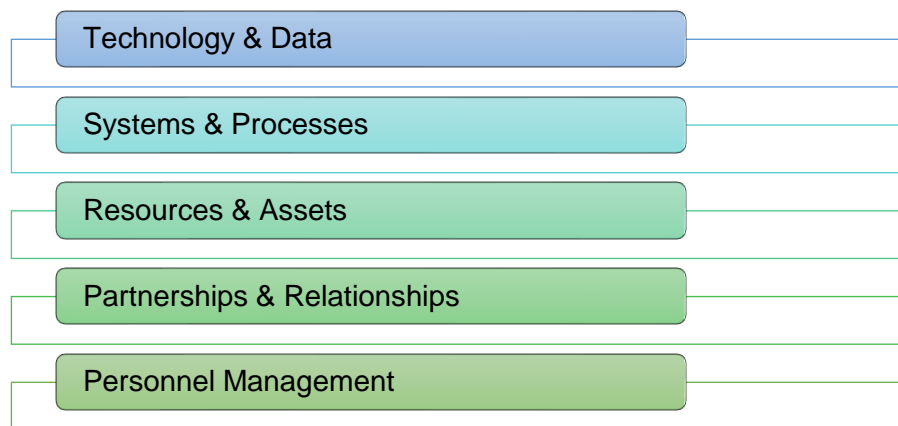 Technology & Data
Systems & Processes
Resources & Assets
Partnerships & Relationships
Personnel Management